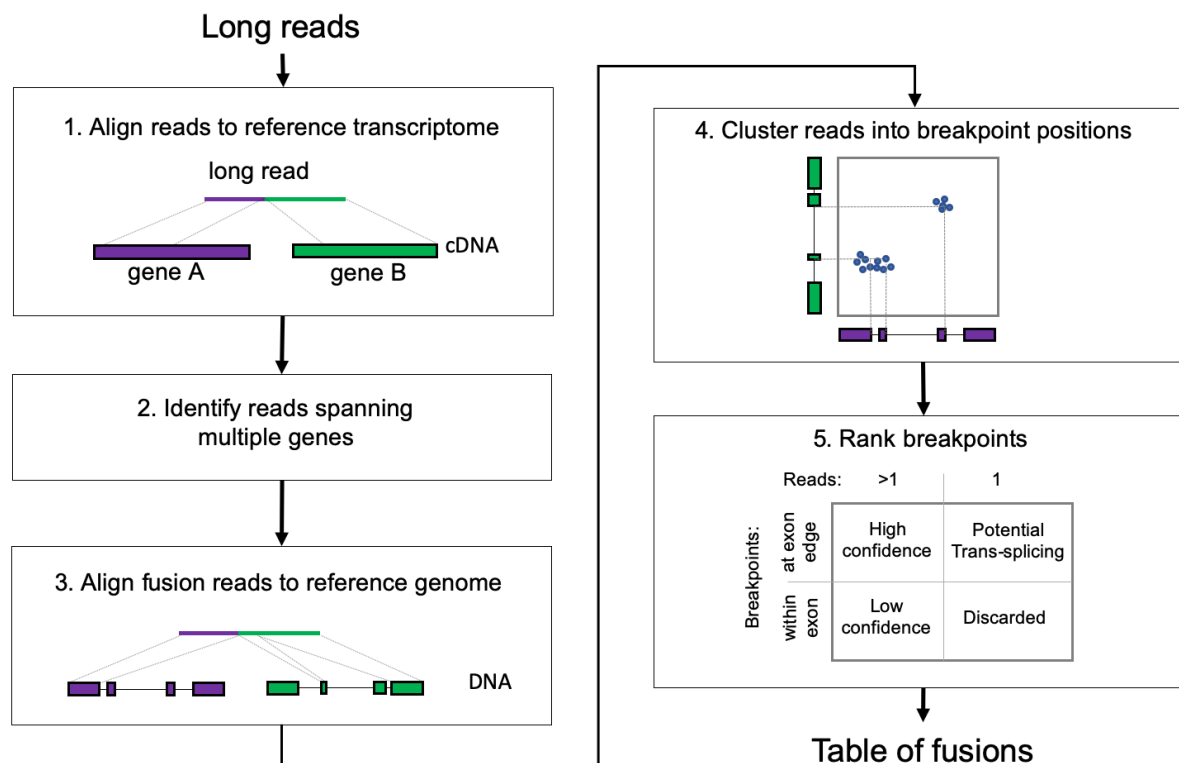 Long reads
1. Align reads to reference transcriptome
long read
cDNA
gene A
gene B
2. Identify reads spanning
multiple genes
3. Align fusion reads to reference genome
DNA
4. Cluster reads into breakpoint positions
5. Rank breakpoints
Reads:
>1
1
Breakpoints:
at exon
edge
High
confidence
Potential
Trans-splicing
within
exon
Low
confidence
Discarded
Table of fusions